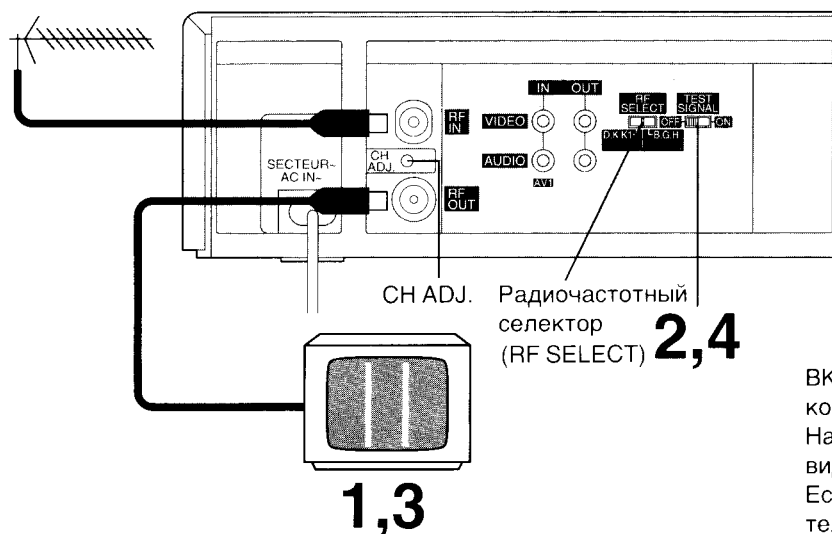 IN OUT
RF SELECT
TEST SIGNAL
RF IN
VIDEO
OFF ON
D.K.K1 B.G.H
CH ADJ.
SECTEUR~
AC IN~
AUDIO
AV1
RF OUT
CH ADJ.
Радиочастотный
селектор
(RF SELECT)
2,4
1,3
ВК
ко
На
ви
Ес
те